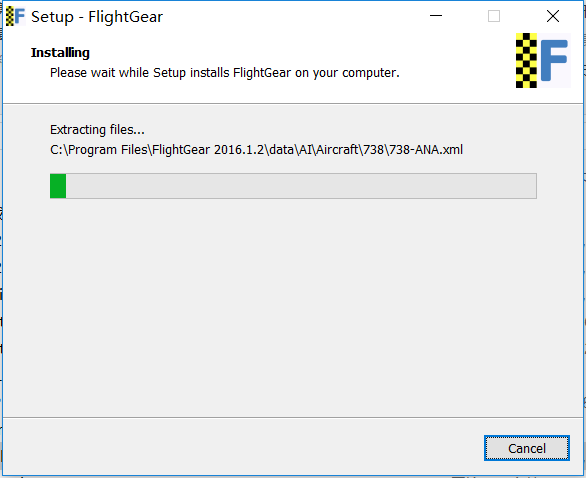 Setup - FlightGear
Installing
Please wait while Setup installs FlightGear on your computer.
F
Extracting files...
C:\Program Files\FlightGear 2016.1.2\data\AI\Aircraft\738\738-ANA.xml
Cancel